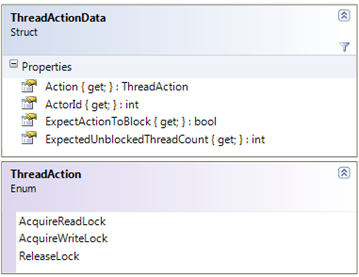 ThreadActionData
Struct
Properties
Action { get; } : ThreadAction
ActorId { get; } : int
ExpectActionToBlock { get; } : bool
ExpectedUnblockedThreadCount { get; } : int
ThreadAction
Enum
AcquireReadLock
AcquireWriteLock
ReleaseLock